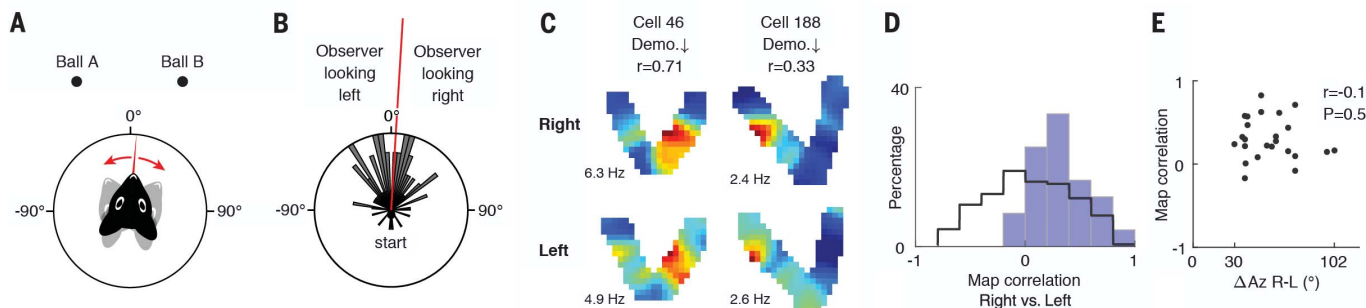 A
Ball A
Ball B
0°
-90°
90°
B
Observer
looking
left
Observer
looking
right
0°
-90°
90°
start
C
Cell 46
Demo.↓
r=0.71
Cell 188
Demo.↓
r=0.33
Right
6.3 Hz
2.4 Hz
Left
4.9 Hz
2.6 Hz
D
40
Percentage
0
-1
0
1
Map correlation
Right vs. Left
E
1
r=-0.1
P=0.5
Map correlation
0
-1
0
30
102
ΔAz R-L (°)